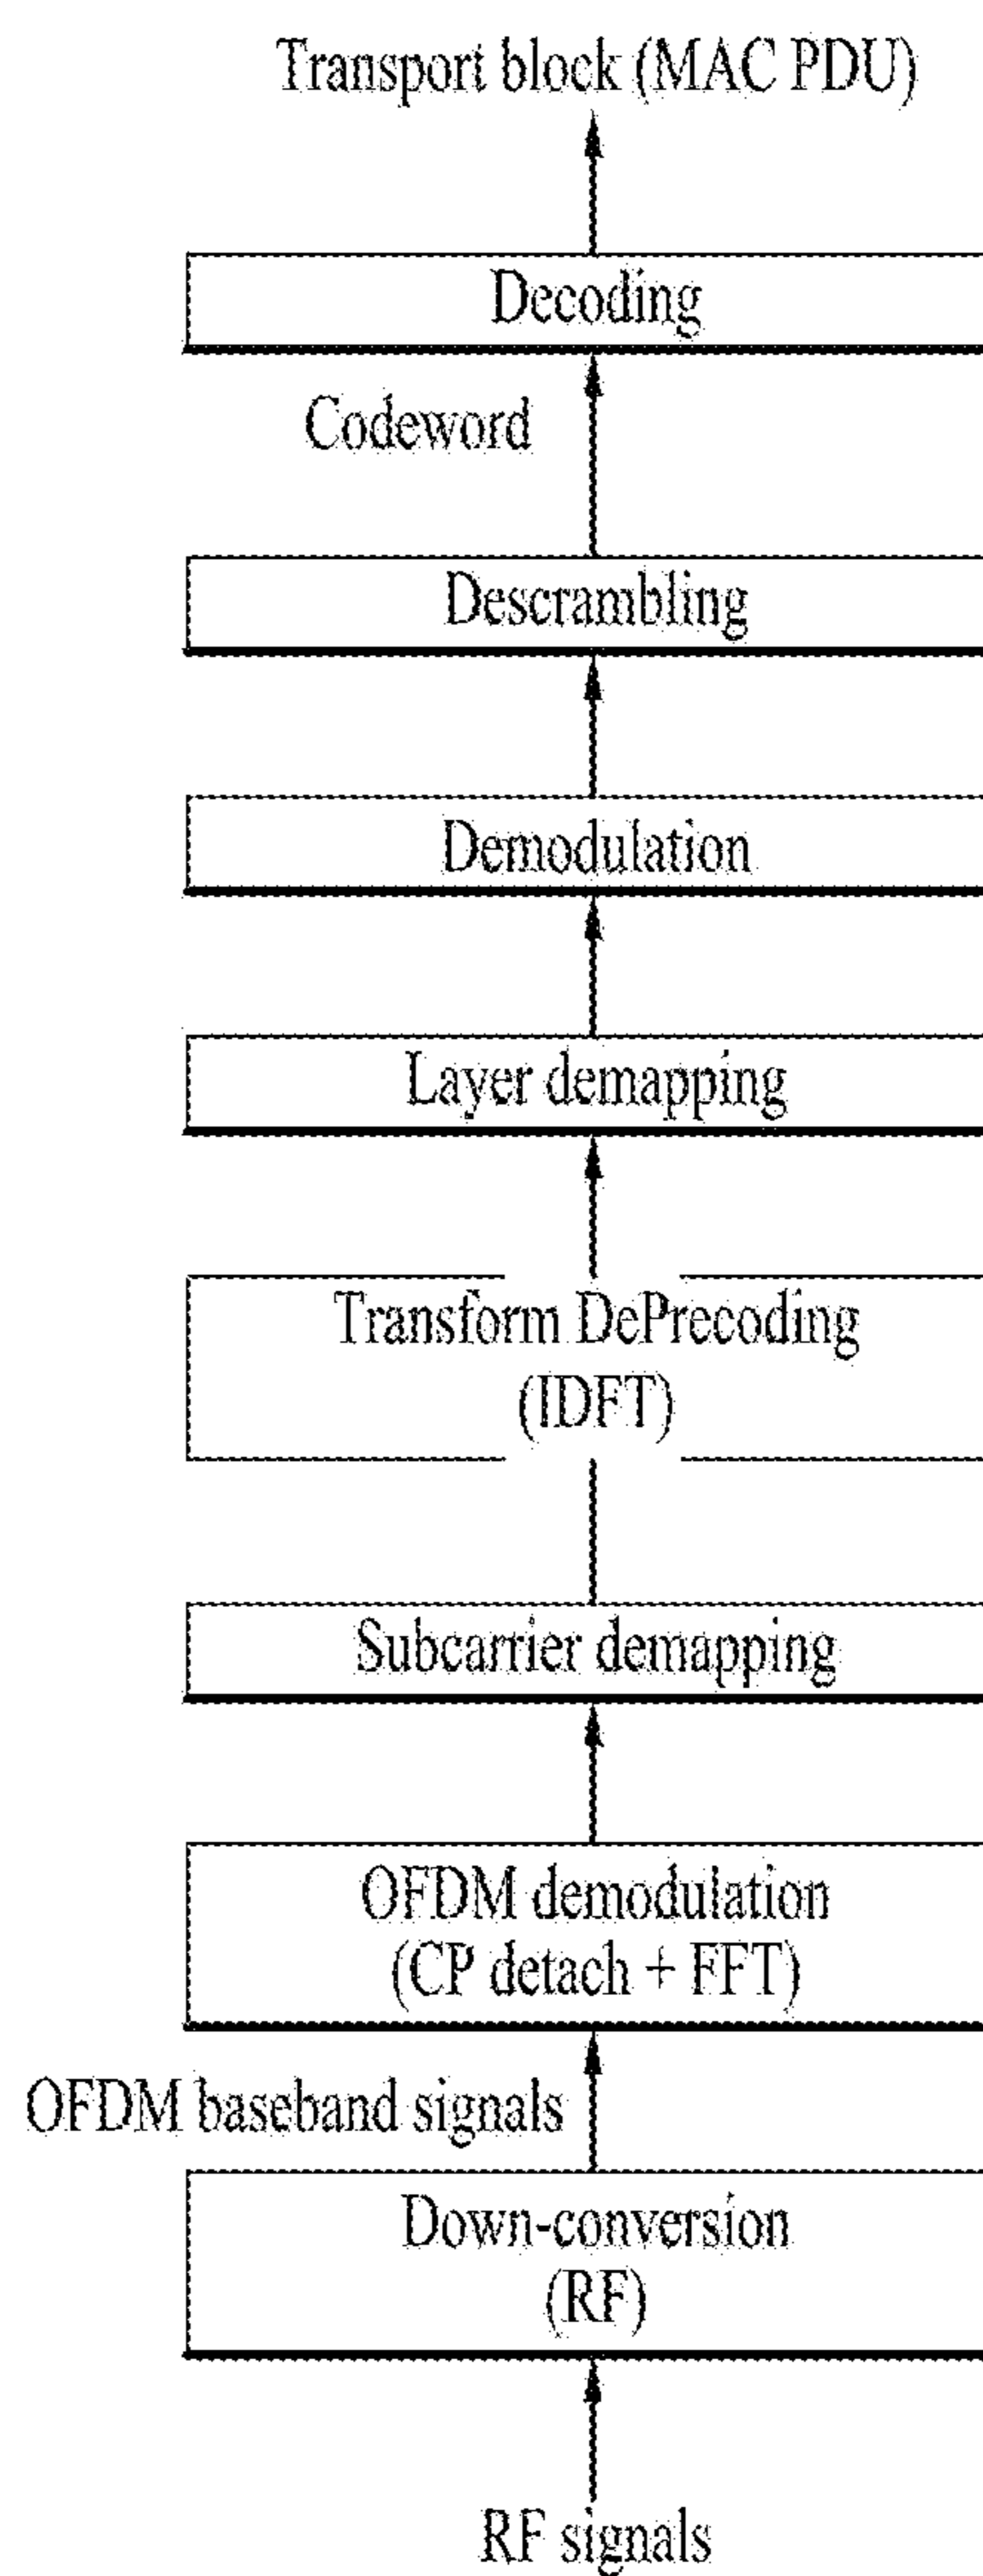 Transport block (MAC PDU)
Decoding
Codeword
Descrambling
Demodulation
Layer demapping
Transform DePrecoding
(IDFT)
Subcarrier demapping
OFDM demodulation
(CP detach + FFT)
OFDM baseband signals
Down-conversion
(RF)
RF signals